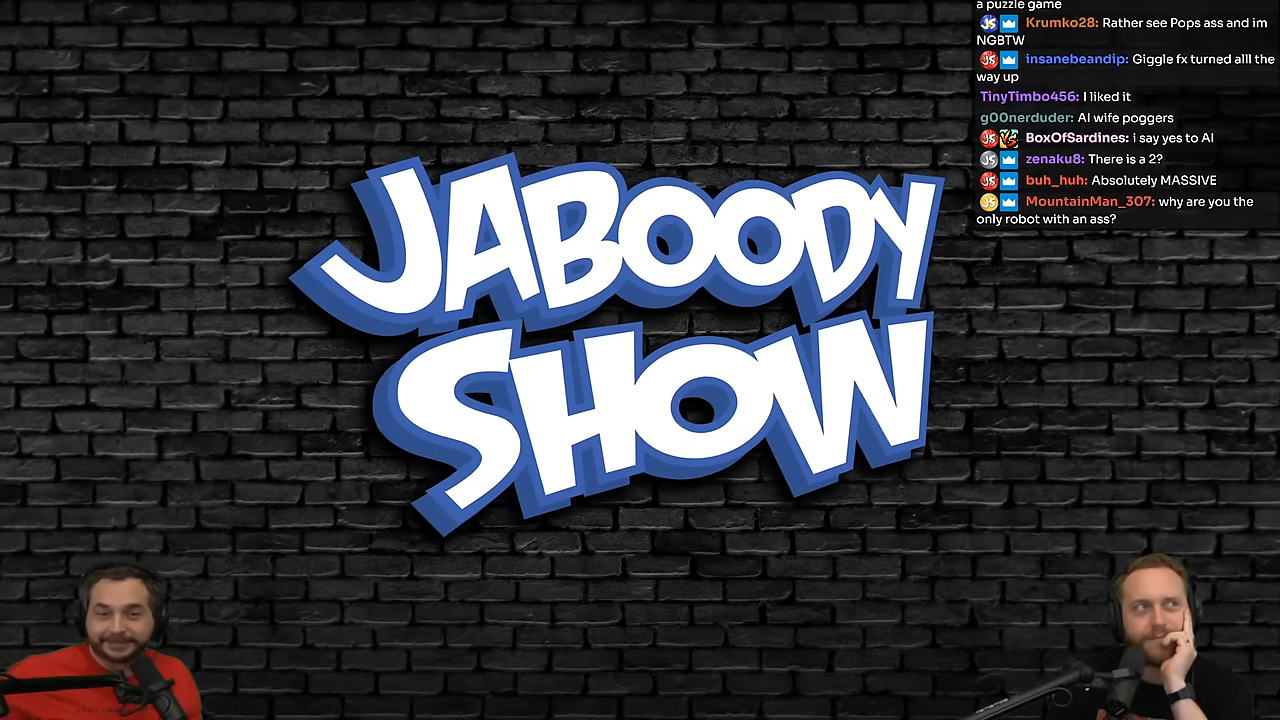 a puzzle game
Krumko28: Rather see Pops ass and im
NGBTW
insanebeandip: Giggle fx turned alll the
way up
TinyTimbo456: I liked it
g00nerduder: AI wife poggers
BoxOfSardines: i say yes to AI
zenaku8: There is a 2?
buh_huh: Absolutely MASSIVE
MountainMan_307: why are you the
only robot with an ass?
JABOODY
SHOW